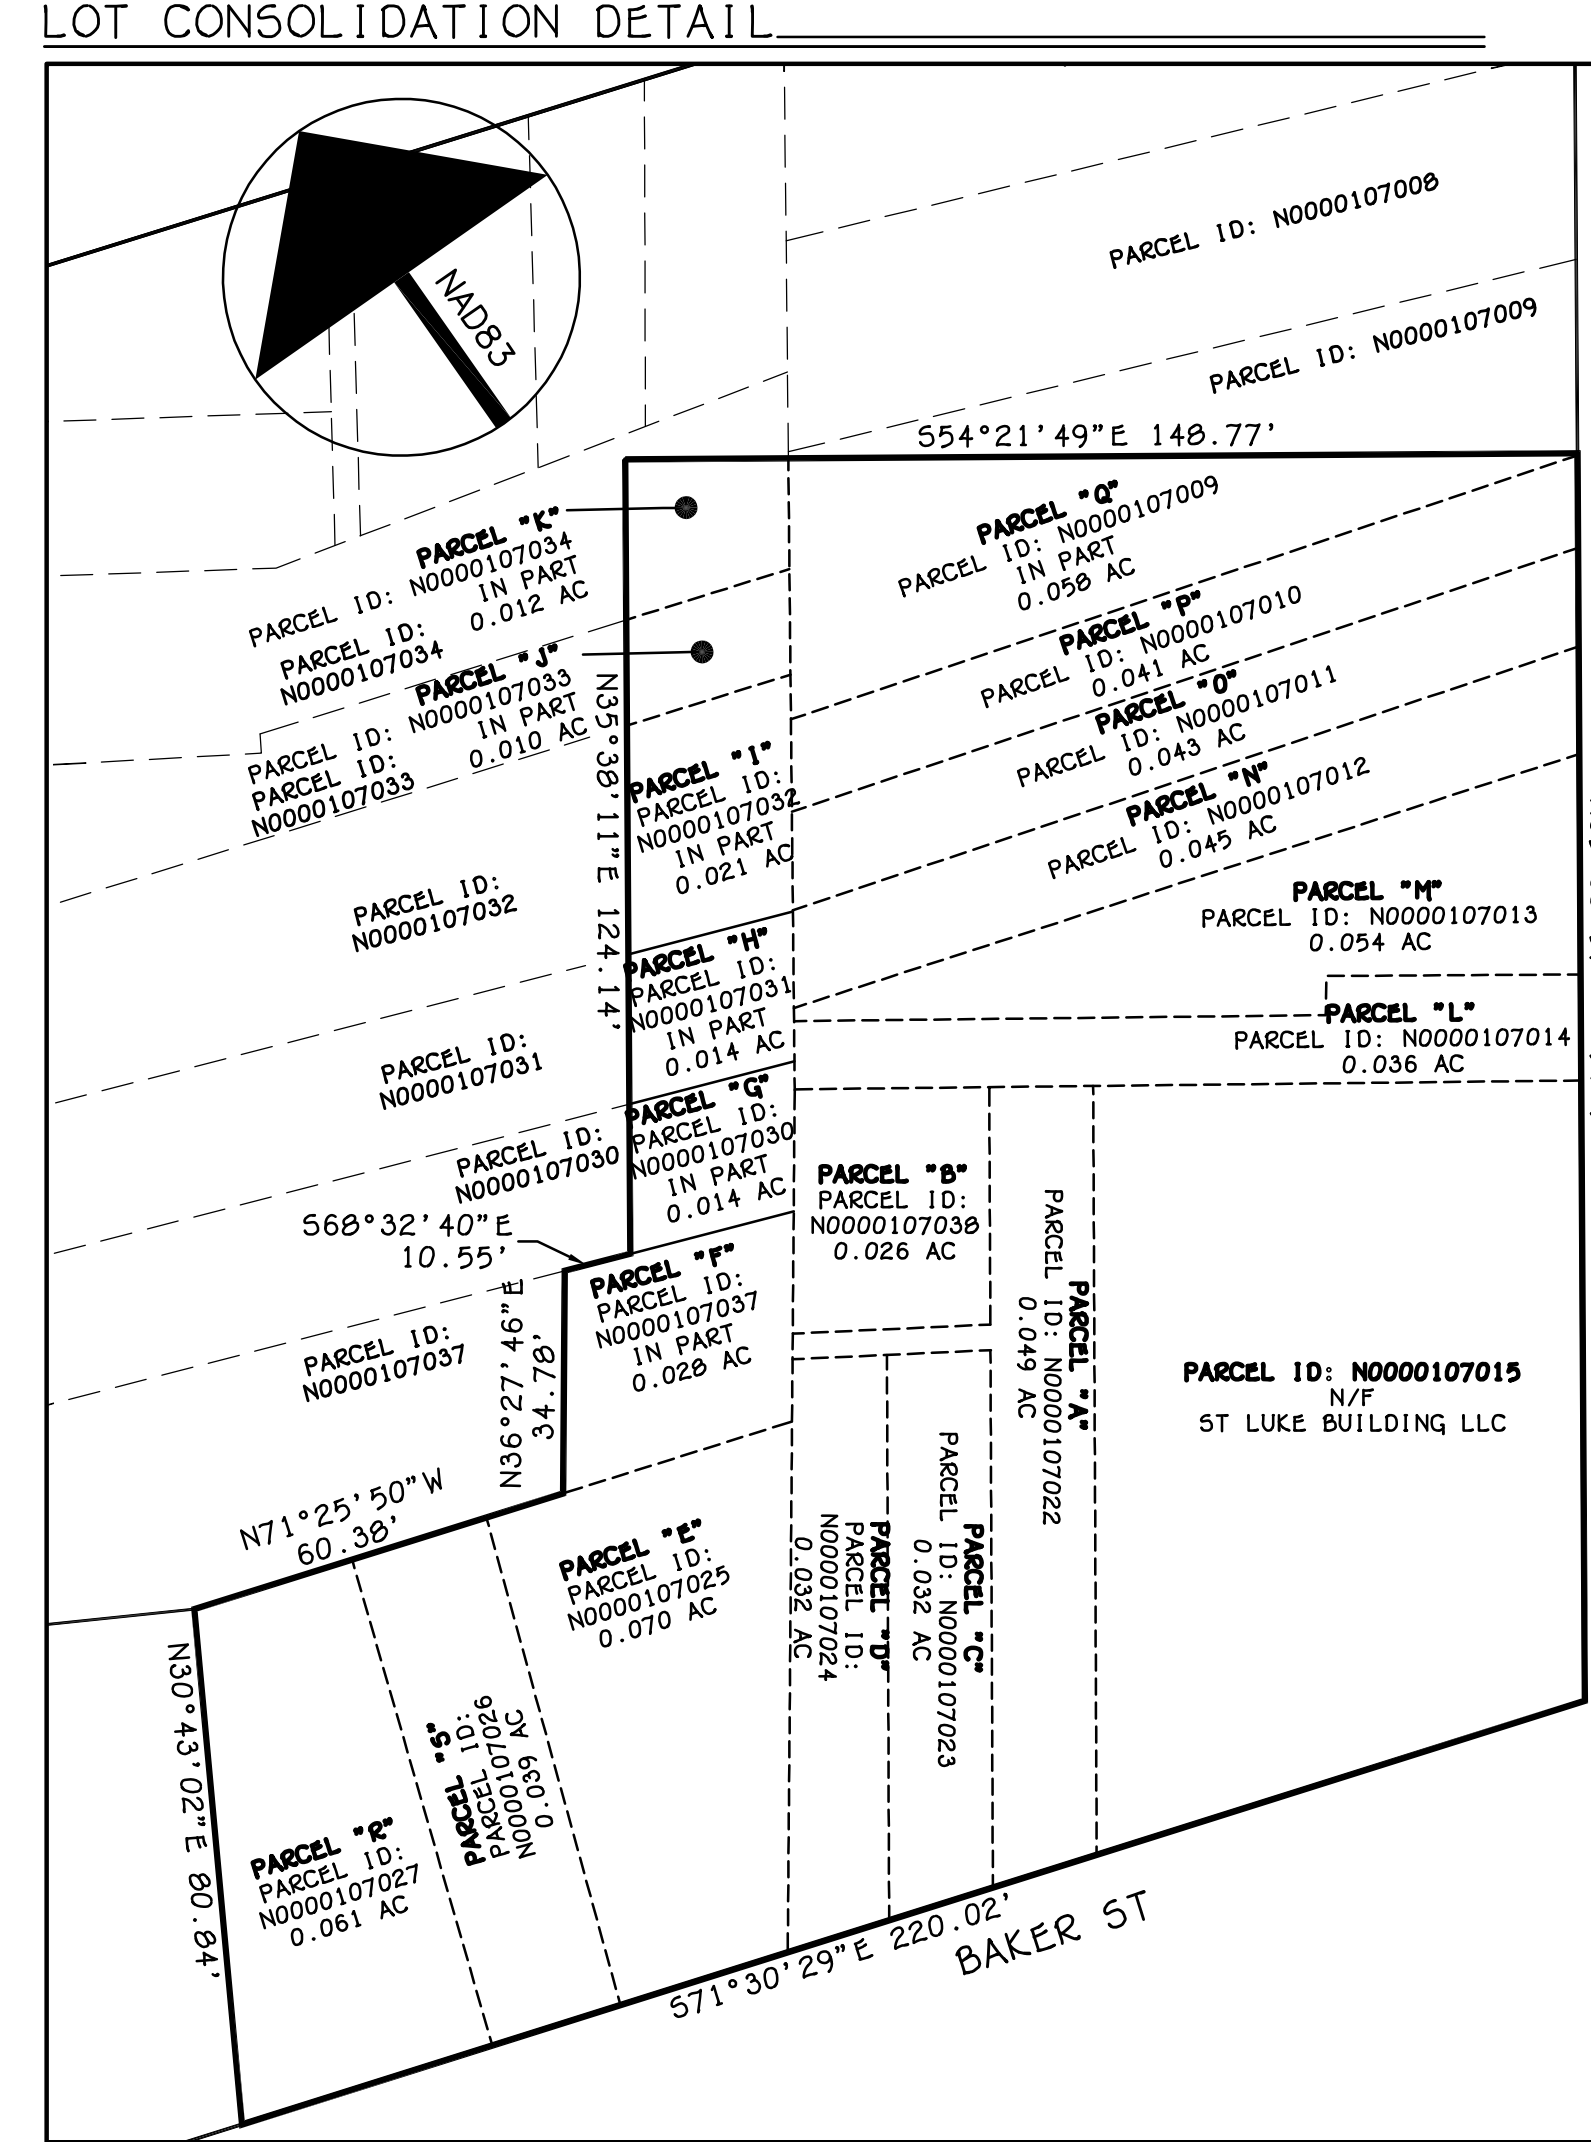 LOT CONSOLIDATION DETAIL
NAD83
PARCEL ID: N0000107008
PARCEL ID: N0000107009
S54°21'49"E 148.77'
PARCEL "K"
PARCEL ID: N0000107034
IN PART
0.012 AC
PARCEL ID:
N0000107034
PARCEL "J"
PARCEL ID: N0000107033
IN PART
0.010 AC
PARCEL ID:
N0000107033
N35°38'11"E 124.14'
PARCEL "Q"
PARCEL ID: N0000107009
IN PART
0.058 AC
PARCEL "P"
PARCEL ID: N0000107010
0.041 AC
PARCEL "O"
PARCEL ID: N0000107011
0.043 AC
PARCEL "N"
PARCEL ID: N0000107012
0.045 AC
PARCEL "I"
PARCEL ID:
N0000107032
IN PART
0.021 AC
PARCEL ID:
N0000107032
PARCEL "M"
PARCEL ID: N0000107013
0.054 AC
PARCEL "H"
PARCEL ID:
N0000107031
IN PART
0.014 AC
PARCEL ID:
N0000107031
PARCEL "L"
PARCEL ID: N0000107014
0.036 AC
PARCEL "G"
PARCEL ID:
N0000107030
IN PART
0.014 AC
PARCEL ID:
N0000107030
S68°32'40"E
10.55'
PARCEL "B"
PARCEL ID:
N0000107038
0.026 AC
PARCEL "A"
PARCEL ID: N0000107022
0.049 AC
PARCEL "F"
PARCEL ID:
N0000107037
IN PART
0.028 AC
PARCEL ID:
N0000107037
N36°27'46"E
34.78'
PARCEL ID: N0000107015
N/F
ST LUKE BUILDING LLC
N71°25'50"W
60.38'
PARCEL "E"
PARCEL ID:
N0000107025
0.070 AC
PARCEL "D"
PARCEL ID:
N0000107024
0.032 AC
PARCEL "C"
PARCEL ID: N0000107023
0.032 AC
N30°43'02"E 80.84'
PARCEL "S"
PARCEL ID:
N0000107026
0.039 AC
PARCEL "R"
PARCEL ID:
N0000107027
0.061 AC
S71°30'29"E 220.02'
BAKER ST